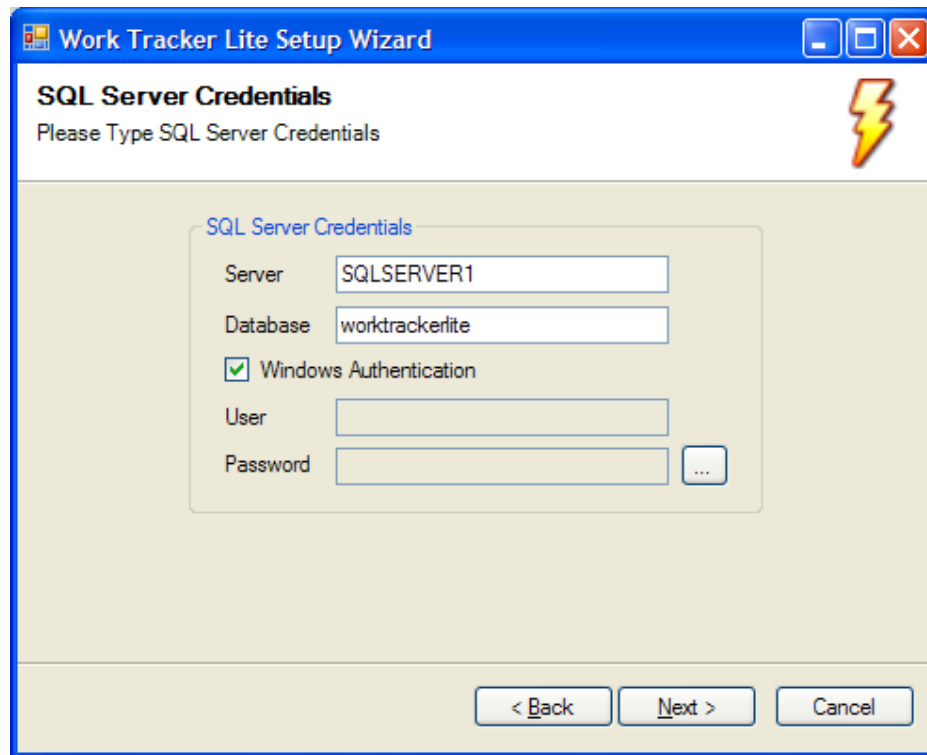 Work Tracker Lite Setup Wizard
SQL Server Credentials
Please Type SQL Server Credentials
SQL Server Credentials
Server SQLSERVER1
Database worktrackerlite
Windows Authentication
User
Password ...
< Back Next > Cancel